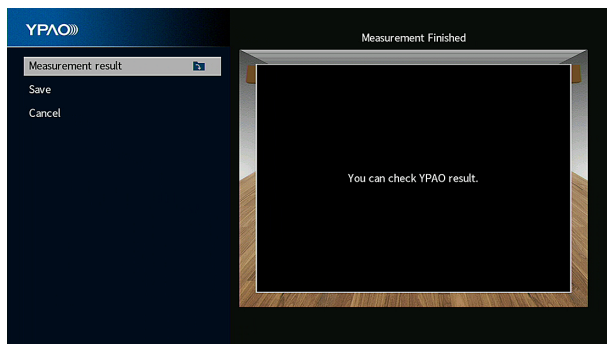 YPAO
Measurement Finished
Measurement result
Save
Cancel
You can check YPAO result.